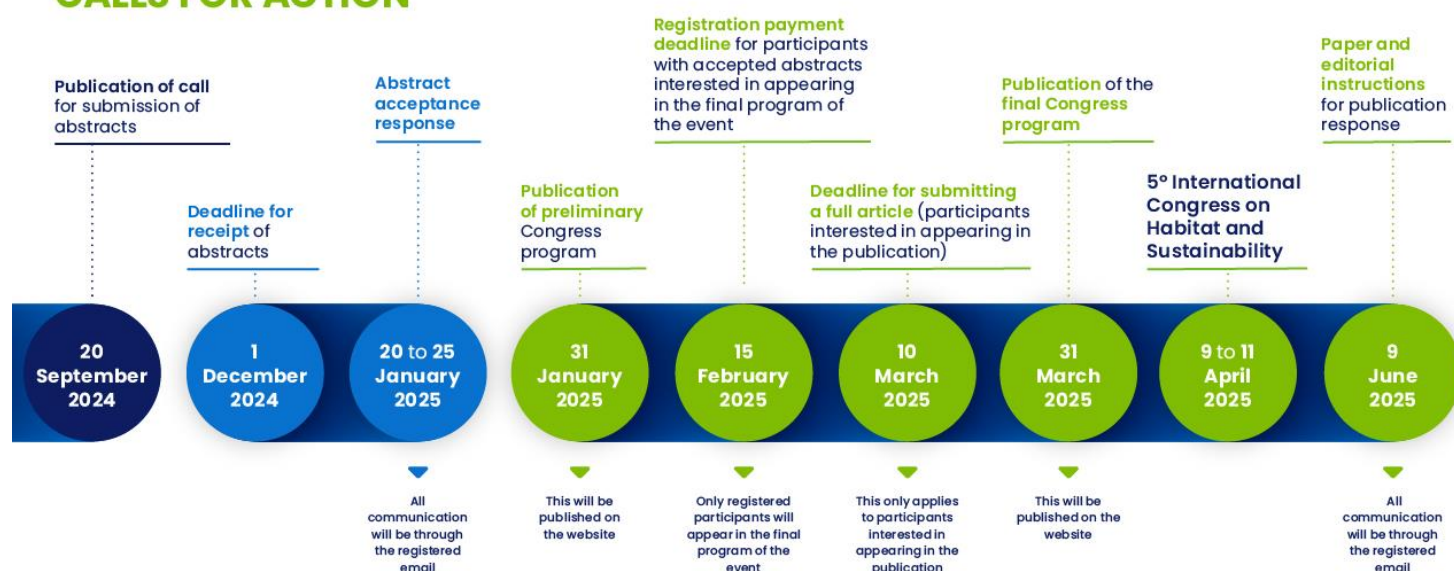 CALLS FOR ACTION
Publication of call
for submission of
abstracts
Deadline for
receipt of
abstracts
Abstract
acceptance
response
Publication
of preliminary
Congress
program
Registration payment
deadline for participants
with accepted abstracts
interested in appearing
in the final program of
the event
Deadline for submitting
a full article (participants
interested in appearing in
the publication)
Publication of the
final Congress
program
5° International
Congress on
Habitat and
Sustainability
Paper and
editorial
instructions
for publication
response
20
September
2024
1
December
2024
20 to 25
January
2025
31
January
2025
15
February
2025
10
March
2025
31
March
2025
9 to 11
April
2025
9
June
2025
All
communication
will be through
the registered
email
This will be
published on
the website
Only registered
participants will
appear in the final
program of the
event
This only applies
to participants
interested in
appearing in the
publication
This will be
published on the
website
All
communication
will be through
the registered
email